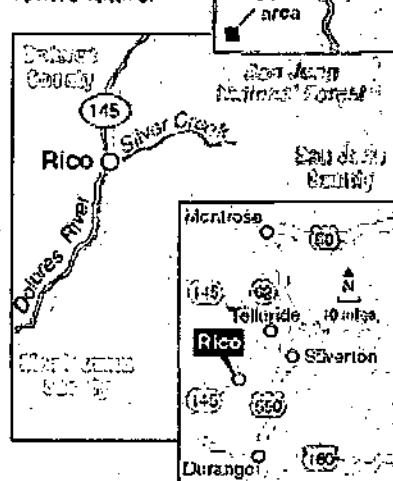 area
Dolores
County
San Juan
National Forest
145
Silver Creek
Rico
San Juan
County
Dolores River
Montrose
50
145
N
Telluride
10 miles
Rico
Silverton
145
550
Durango
160